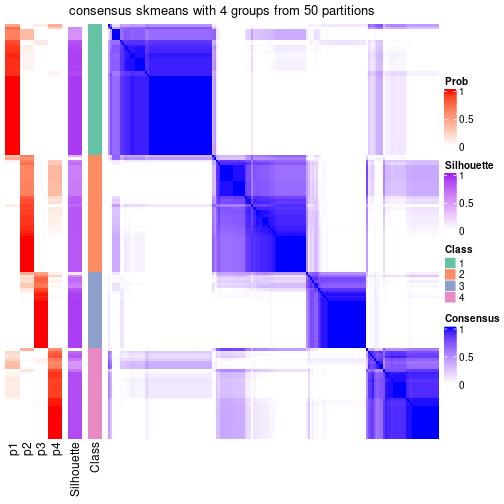 consensus skmeans with 4 groups from 50 partitions
Prob
1
0.5
0
Silhouette
1
0.5
0
Class
1
2
3
4
Consensus
1
0.5
0
p1
p2
p3
p4
Silhouette
Class